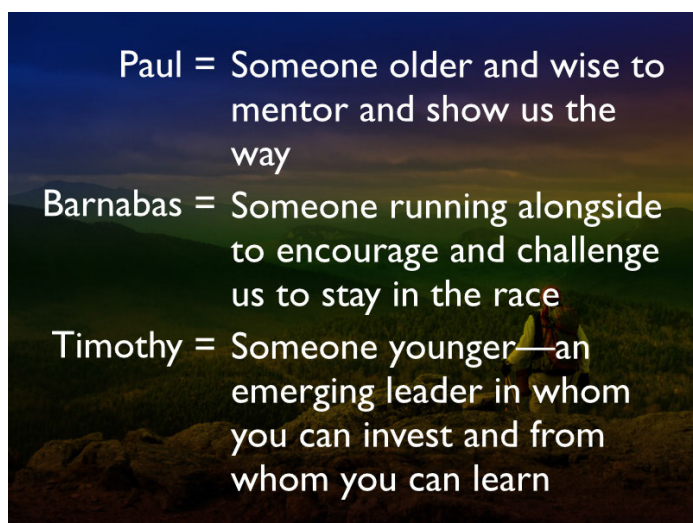 Paul = Someone older and wise to
mentor and show us the
way
Barnabas = Someone running alongside
to encourage and challenge
us to stay in the race
Timothy = Someone younger—an
emerging leader in whom
you can invest and from
whom you can learn